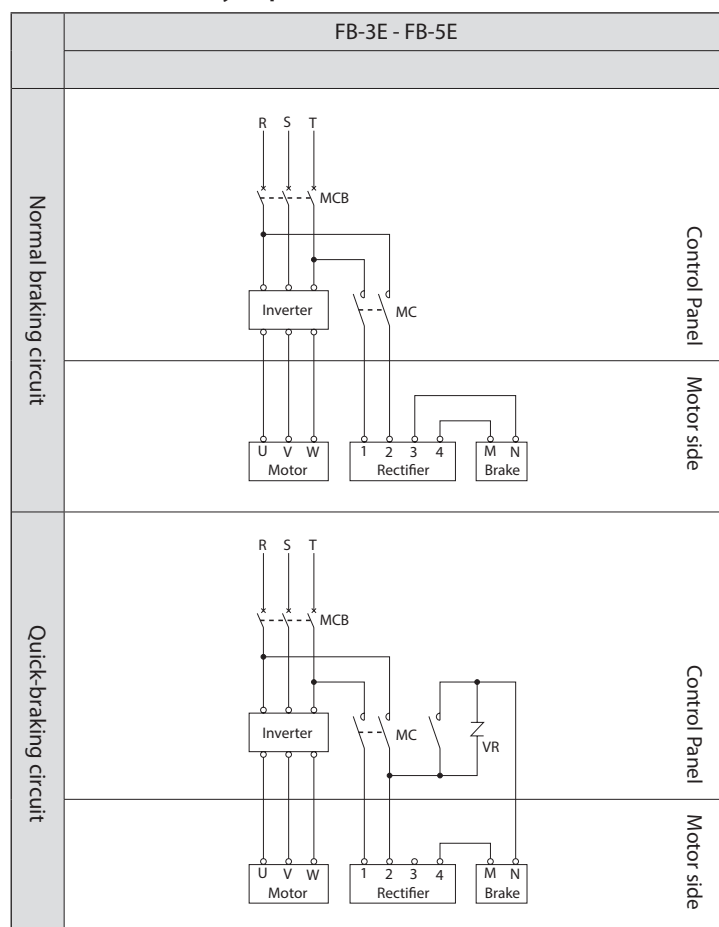 FB-3E - FB-5E
Normal braking circuit
R S T
MCB
Inverter
MC
Control Panel
Motor side
U V W
Motor
1 2 3 4
Rectifier
M N
Brake
Quick-braking circuit
R S T
MCB
Inverter
MC
VR
Control Panel
Motor side
U V W
Motor
1 2 3 4
Rectifier
M N
Brake